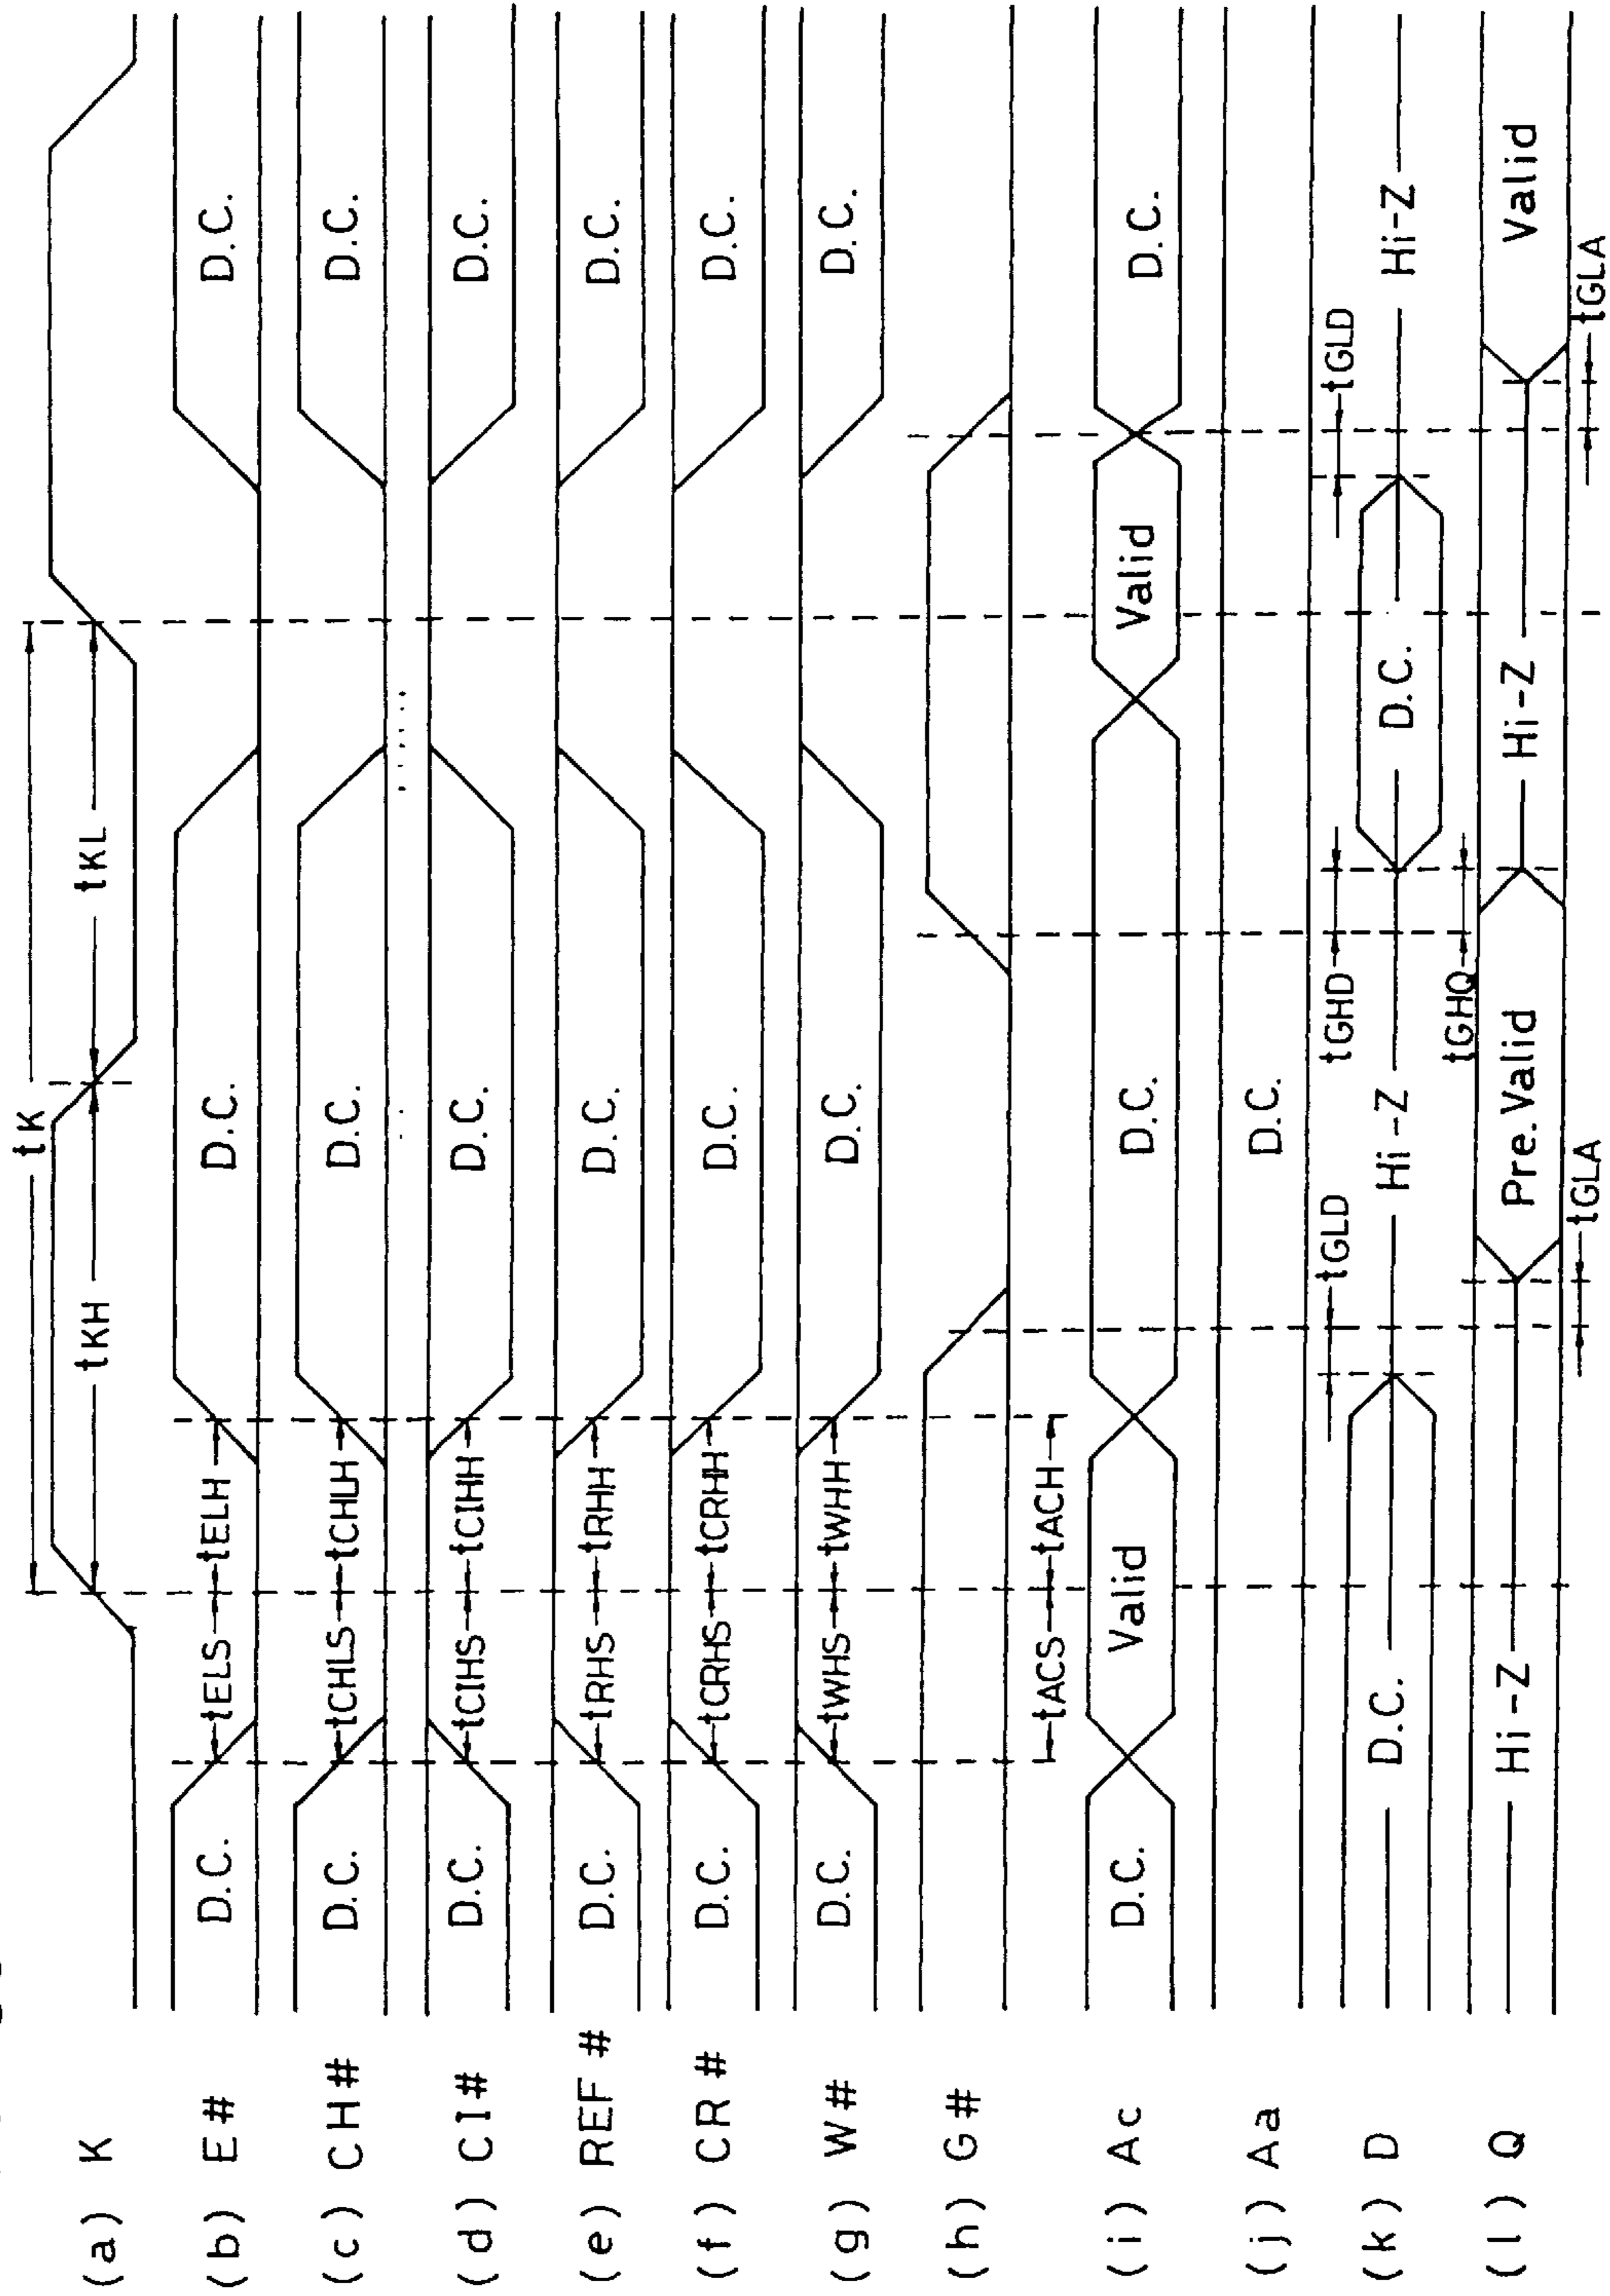 tK
(a) K tKH tKL
(b) E# D.C. tELS tELH D.C. D.C.
(c) CH# D.C. tCHLS tCHLH D.C. D.C.
(d) CI# D.C. tCIHS tCIHH D.C. D.C.
(e) REF# D.C. tRHS tRHH D.C. D.C.
(f) CR# D.C. tCRHS tCRHH D.C. D.C.
(g) W# D.C. tWHS tWHH D.C. D.C.
(h) G#
tACS tACH
(i) Ac D.C. Valid D.C. Valid D.C.
(j) Aa D.C.
tGLD tGHD tGLD
(k) D D.C. Hi-Z D.C. Hi-Z
tGHQ
(l) Q Hi-Z Pre.Valid Hi-Z Valid
tGLA tGLA